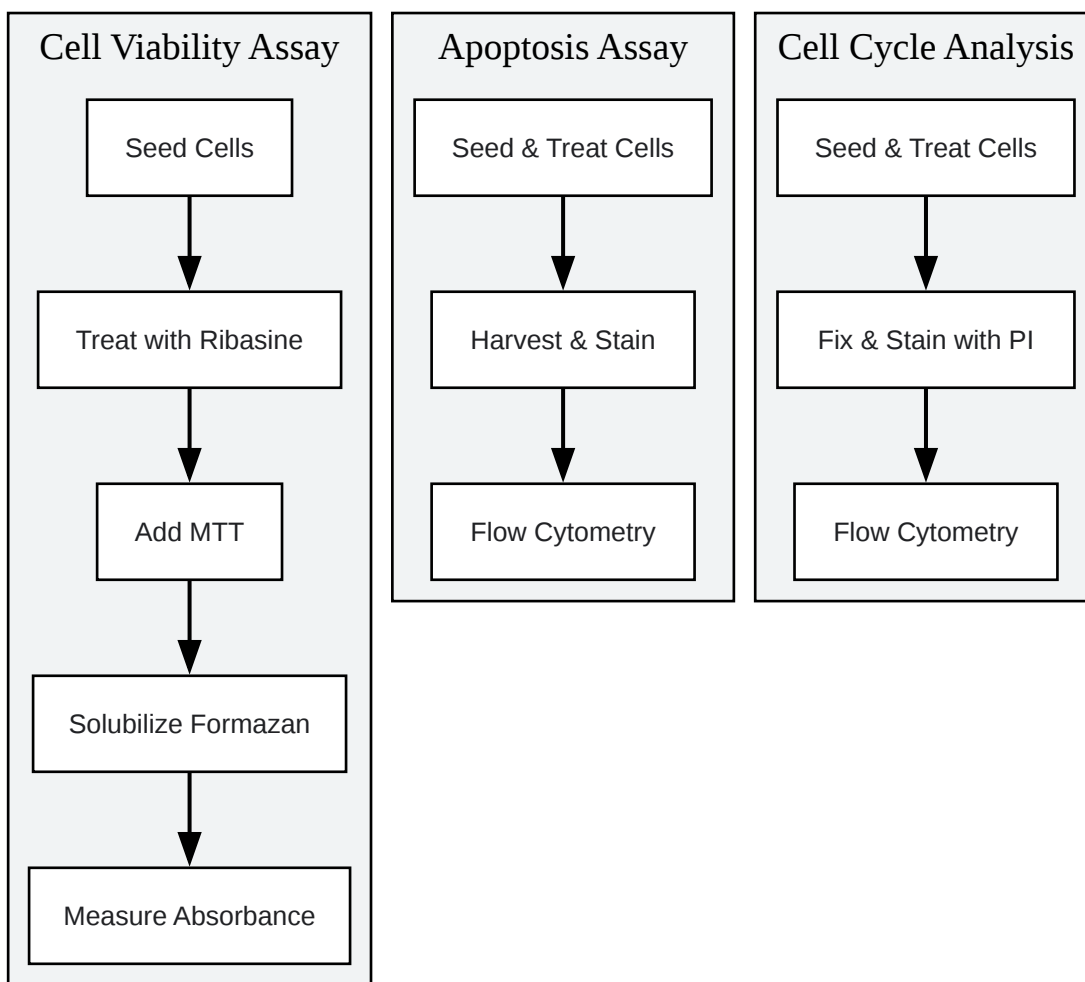 Cell Viability Assay
Seed Cells
Treat with Ribasine
Add MTT
Solubilize Formazan
Measure Absorbance
Apoptosis Assay
Seed & Treat Cells
Harvest & Stain
Flow Cytometry
Cell Cycle Analysis
Seed & Treat Cells
Fix & Stain with PI
Flow Cytometry